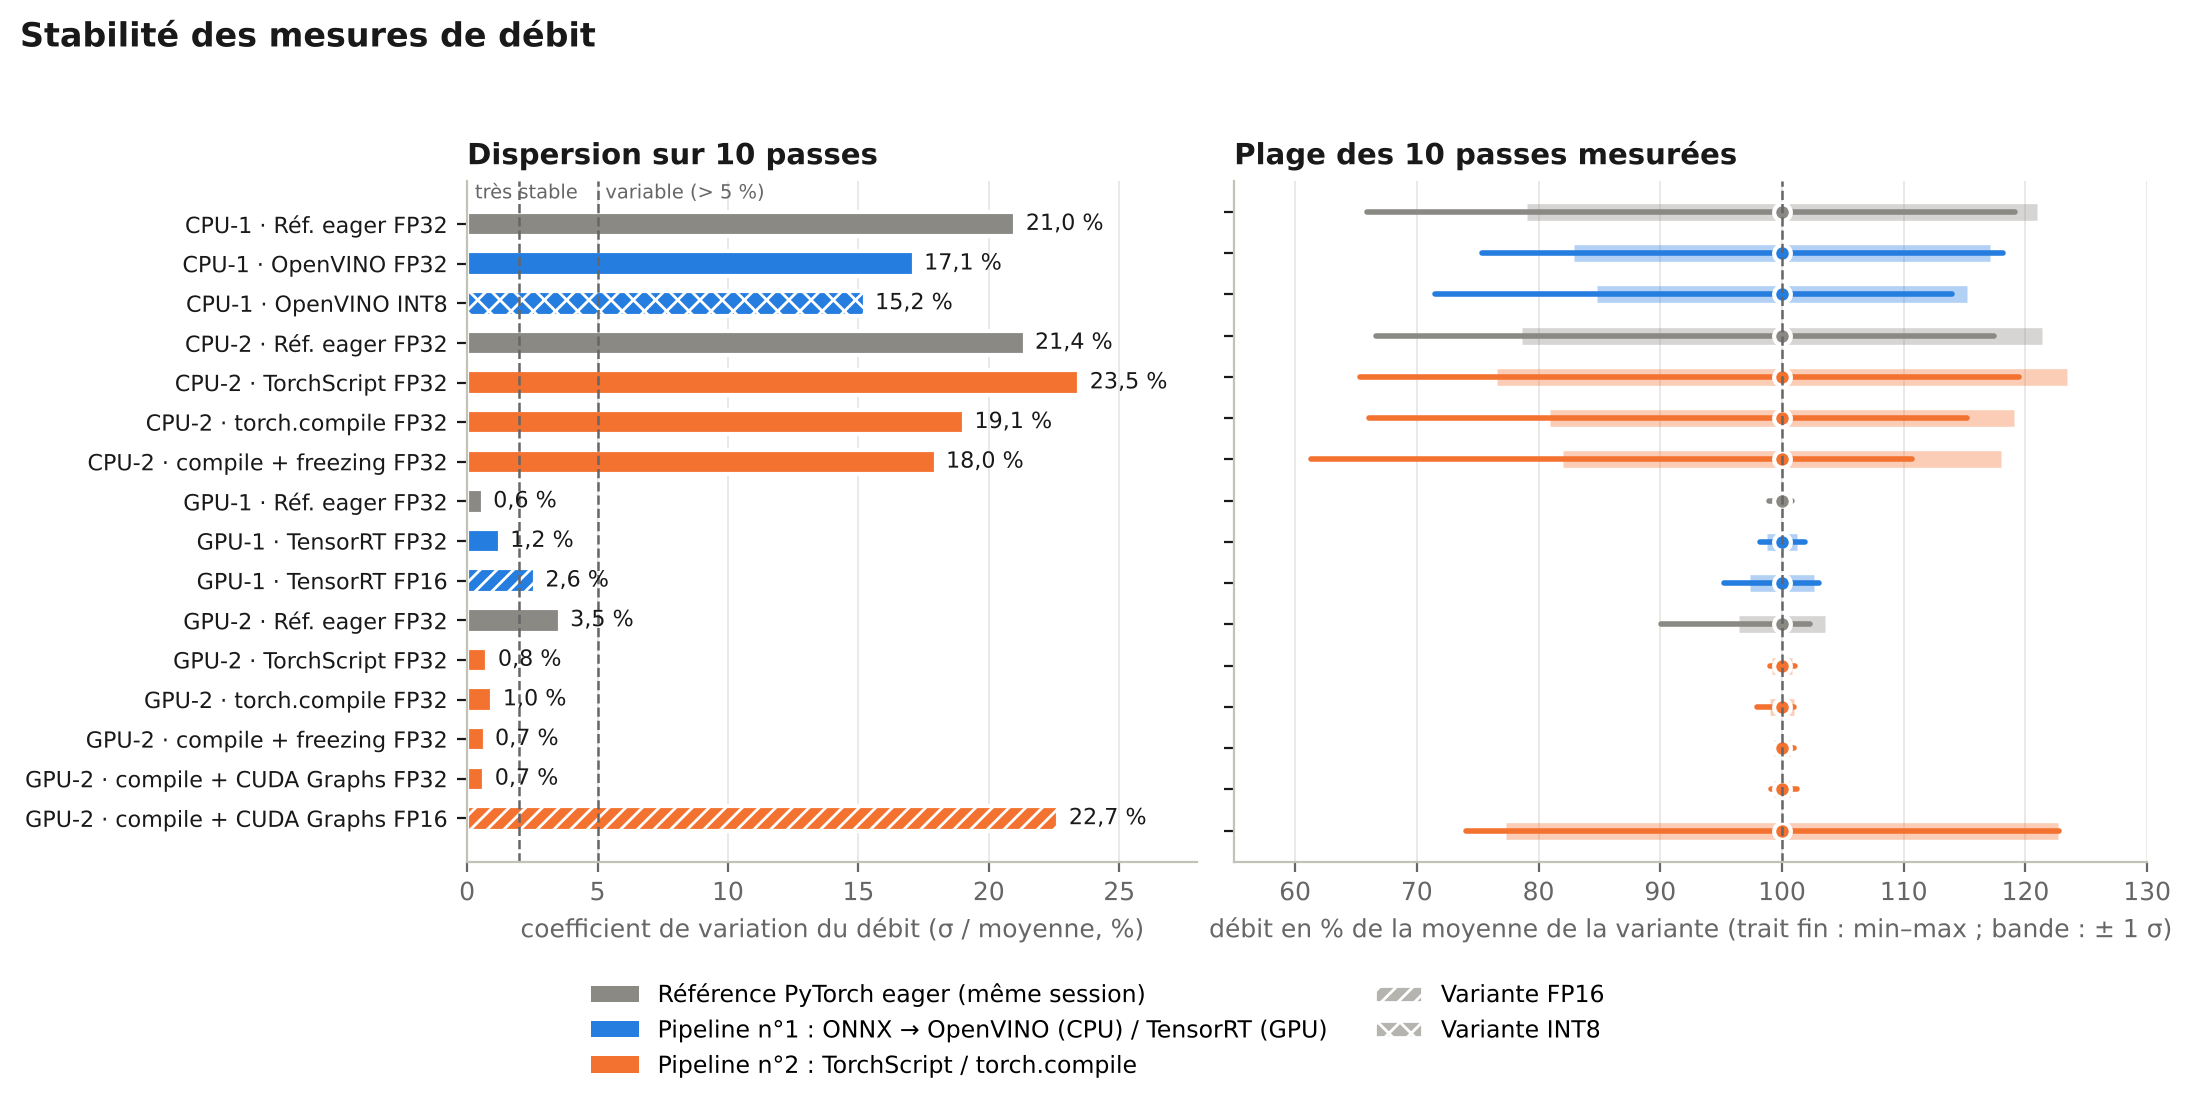 Stabilité des mesures de débit
Dispersion sur 10 passes
très stable
variable (> 5 %)
CPU-1 · Réf. eager FP32
21,0 %
CPU-1 · OpenVINO FP32
17,1 %
CPU-1 · OpenVINO INT8
15,2 %
CPU-2 · Réf. eager FP32
21,4 %
CPU-2 · TorchScript FP32
23,5 %
CPU-2 · torch.compile FP32
19,1 %
CPU-2 · compile + freezing FP32
18,0 %
GPU-1 · Réf. eager FP32
0,6 %
GPU-1 · TensorRT FP32
1,2 %
GPU-1 · TensorRT FP16
2,6 %
GPU-2 · Réf. eager FP32
3,5 %
GPU-2 · TorchScript FP32
0,8 %
GPU-2 · torch.compile FP32
1,0 %
GPU-2 · compile + freezing FP32
0,7 %
GPU-2 · compile + CUDA Graphs FP32
0,7 %
GPU-2 · compile + CUDA Graphs FP16
22,7 %
0 5 10 15 20 25
coefficient de variation du débit (σ / moyenne, %)
Plage des 10 passes mesurées
60 70 80 90 100 110 120 130
débit en % de la moyenne de la variante (trait fin : min–max ; bande : ± 1 σ)
Référence PyTorch eager (même session)
Pipeline n°1 : ONNX → OpenVINO (CPU) / TensorRT (GPU)
Pipeline n°2 : TorchScript / torch.compile
Variante FP16
Variante INT8